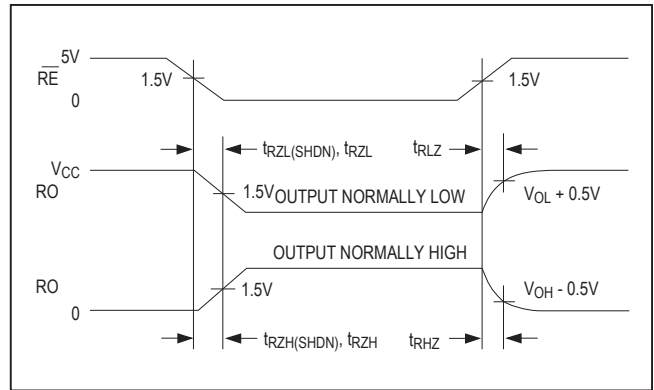 5V
RE
1.5V
1.5V
0
tRZL(SHDN), tRZL
tRLZ
VCC
RO
1.5V
OUTPUT NORMALLY LOW
VOL + 0.5V
OUTPUT NORMALLY HIGH
RO
1.5V
VOH - 0.5V
0
tRZH(SHDN), tRZH
tRHZ